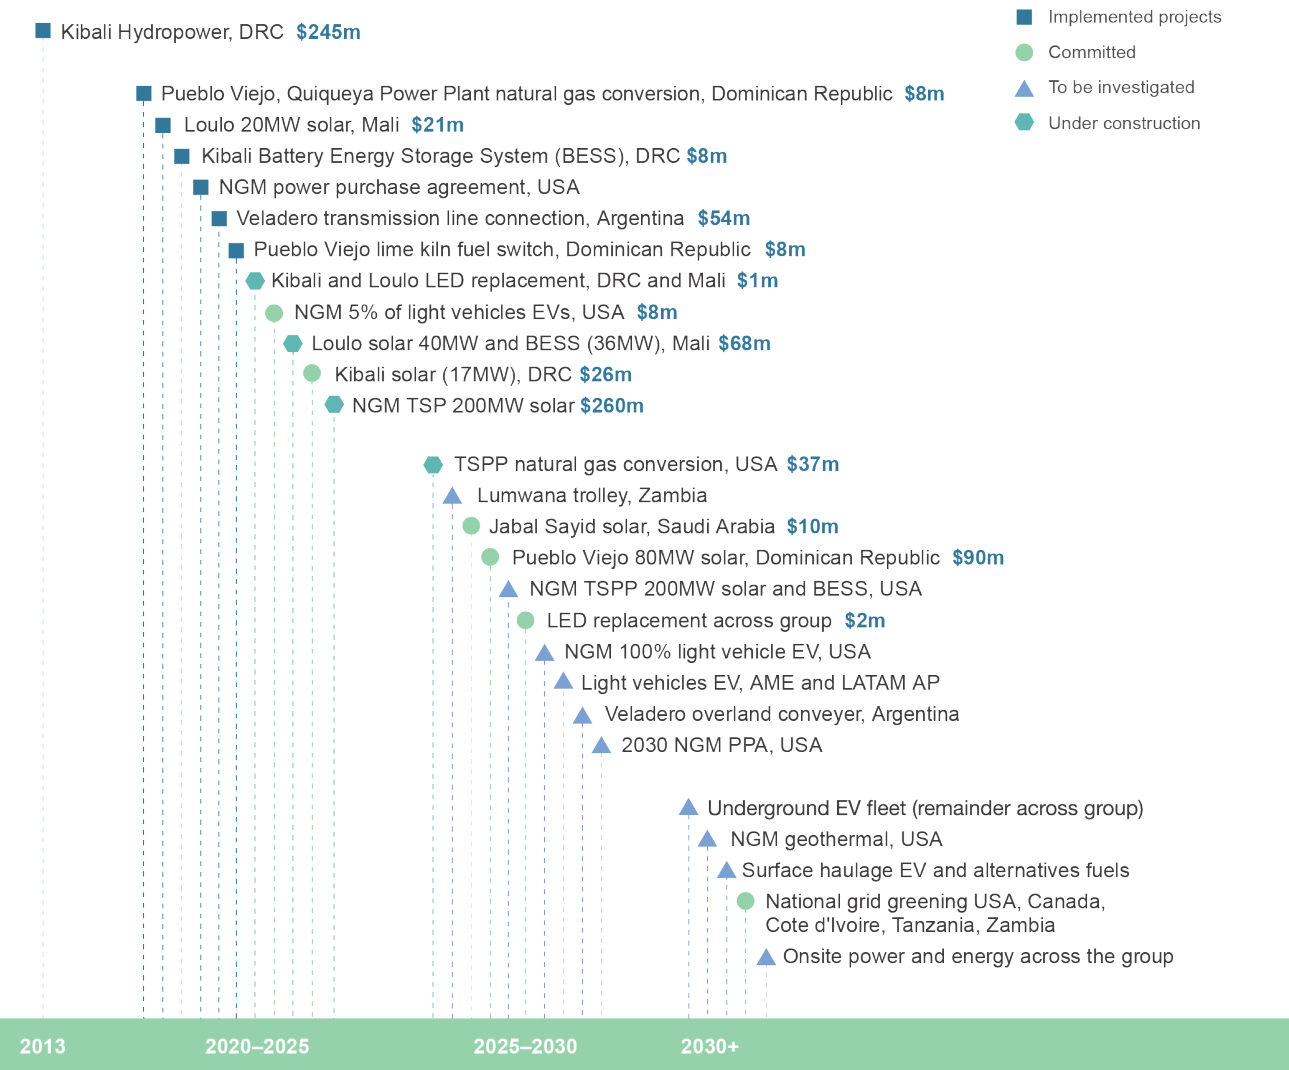 Kibali Hydropower, DRC $245m
Implemented projects
Committed
To be investigated
Under construction
Pueblo Viejo, Quiqueya Power Plant natural gas conversion, Dominican Republic $8m
Loulo 20MW solar, Mali $21m
Kibali Battery Energy Storage System (BESS), DRC $8m
NGM power purchase agreement, USA
Veladero transmission line connection, Argentina $54m
Pueblo Viejo lime kiln fuel switch, Dominican Republic $8m
Kibali and Loulo LED replacement, DRC and Mali $1m
NGM 5% of light vehicles EVs, USA $8m
Loulo solar 40MW and BESS (36MW), Mali $68m
Kibali solar (17MW), DRC $26m
NGM TSP 200MW solar $260m
TSPP natural gas conversion, USA $37m
Lumwana trolley, Zambia
Jabal Sayid solar, Saudi Arabia $10m
Pueblo Viejo 80MW solar, Dominican Republic $90m
NGM TSPP 200MW solar and BESS, USA
LED replacement across group $2m
NGM 100% light vehicle EV, USA
Light vehicles EV, AME and LATAM AP
Veladero overland conveyer, Argentina
2030 NGM PPA, USA
Underground EV fleet (remainder across group)
NGM geothermal, USA
Surface haulage EV and alternatives fuels
National grid greening USA, Canada,
Cote d'Ivoire, Tanzania, Zambia
Onsite power and energy across the group
2013 2020–2025 2025–2030 2030+